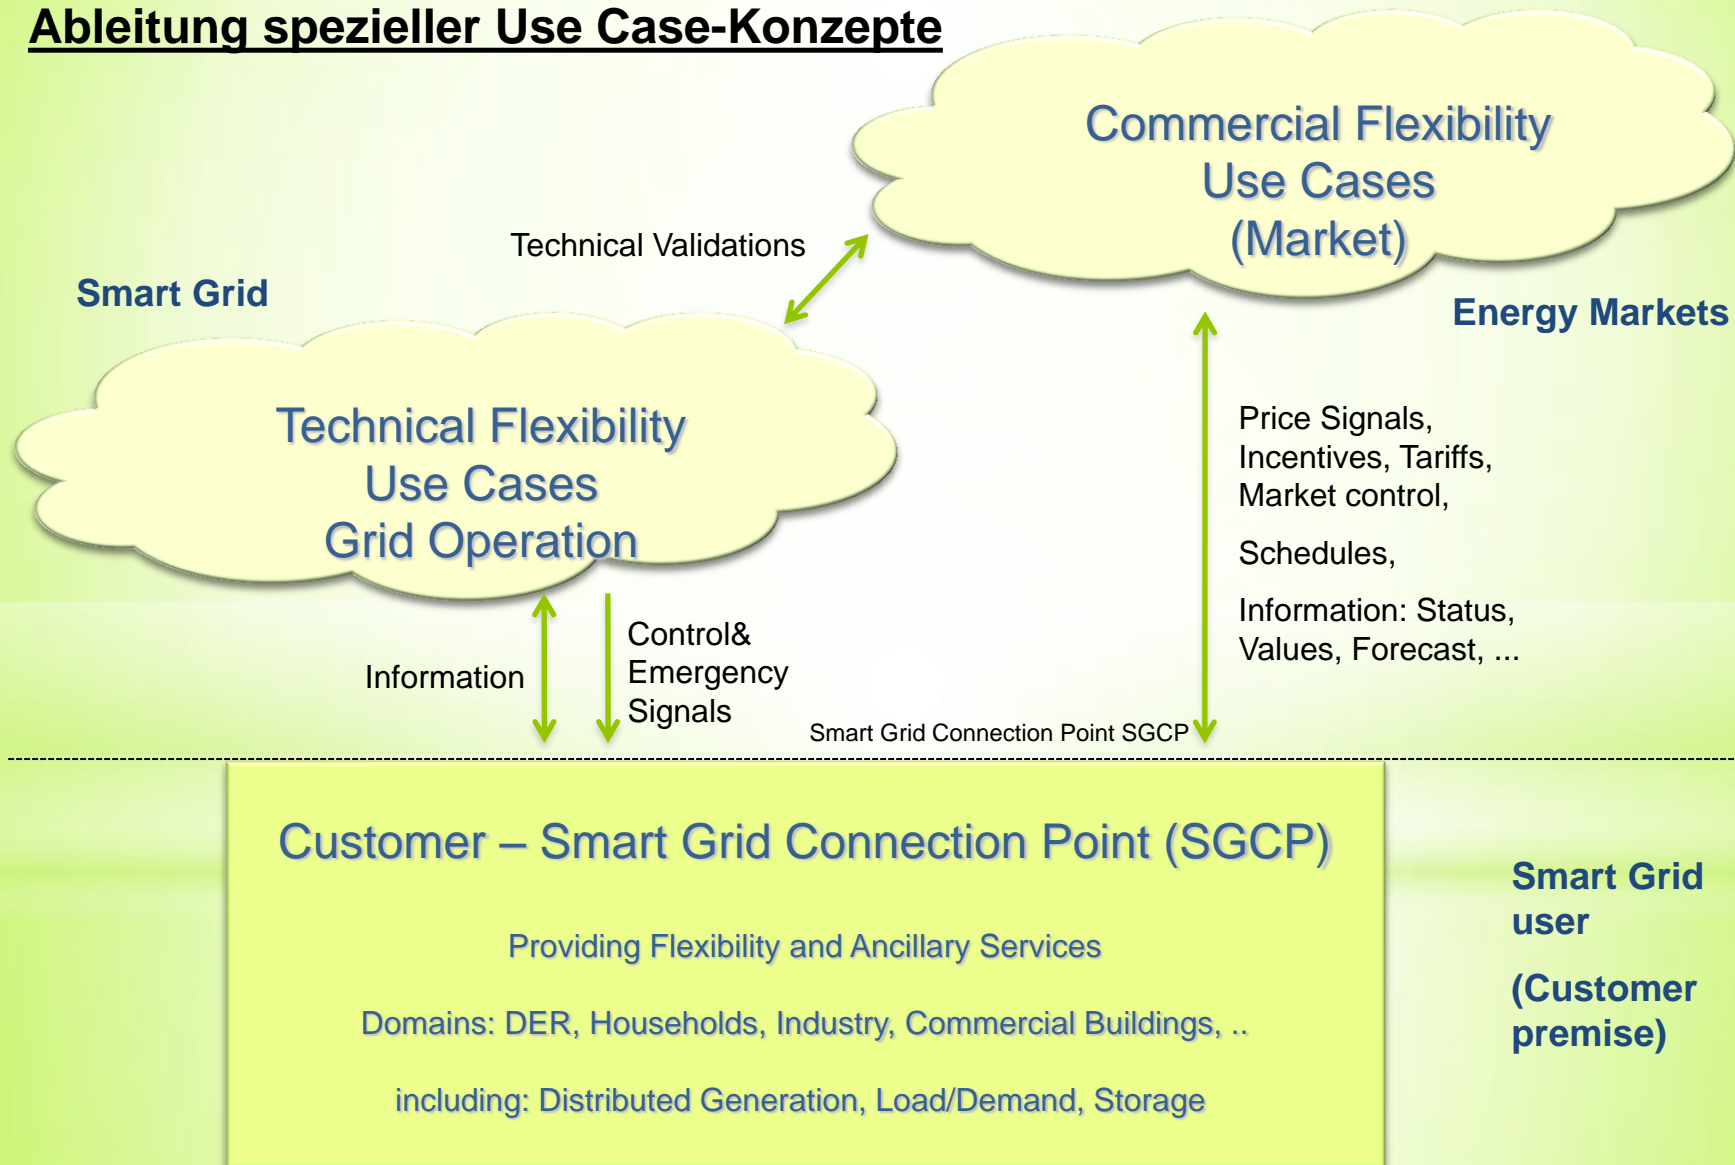 Ableitung spezieller Use Case-Konzepte
Commercial Flexibility
Use Cases
(Market)
Technical Validations
Smart Grid
Energy Markets
Technical Flexibility
Use Cases
Grid Operation
Price Signals,
Incentives, Tariffs,
Market control,
Schedules,
Information: Status,
Values, Forecast, ...
Information
Control&
Emergency
Signals
Smart Grid Connection Point SGCP
Customer – Smart Grid Connection Point (SGCP)
Providing Flexibility and Ancillary Services
Domains: DER, Households, Industry, Commercial Buildings, ..
including: Distributed Generation, Load/Demand, Storage
Smart Grid
user
(Customer
premise)